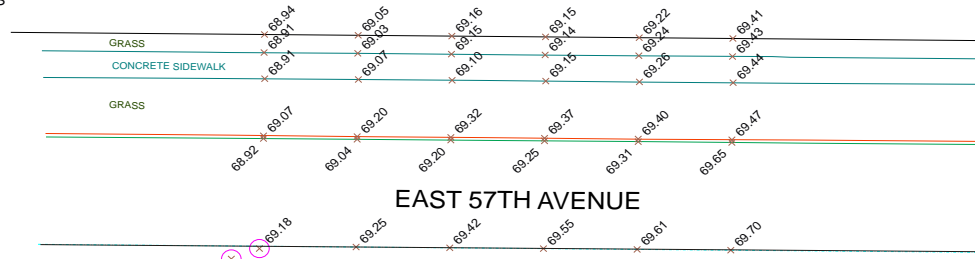 68.94 69.05 69.16 69.15 69.22 69.41
GRASS
68.91 69.03 69.15 69.14 69.24 69.43
CONCRETE SIDEWALK
68.91 69.07 69.10 69.15 69.26 69.44
GRASS
69.07 69.20 69.32 69.37 69.40 69.47
68.92 69.04 69.20 69.25 69.31 69.65
EAST 57TH AVENUE
69.18 69.25 69.42 69.55 69.61 69.70